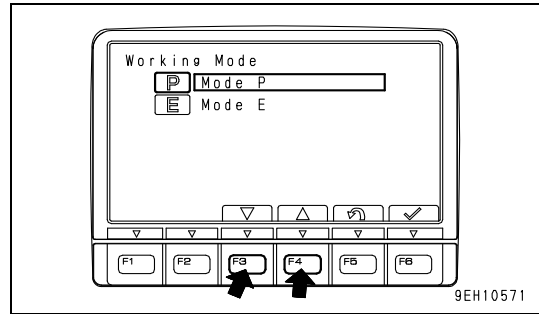 Working Mode
P Mode P
E Mode E
F1 F2 F3 F4 F5 F6
9EH10571